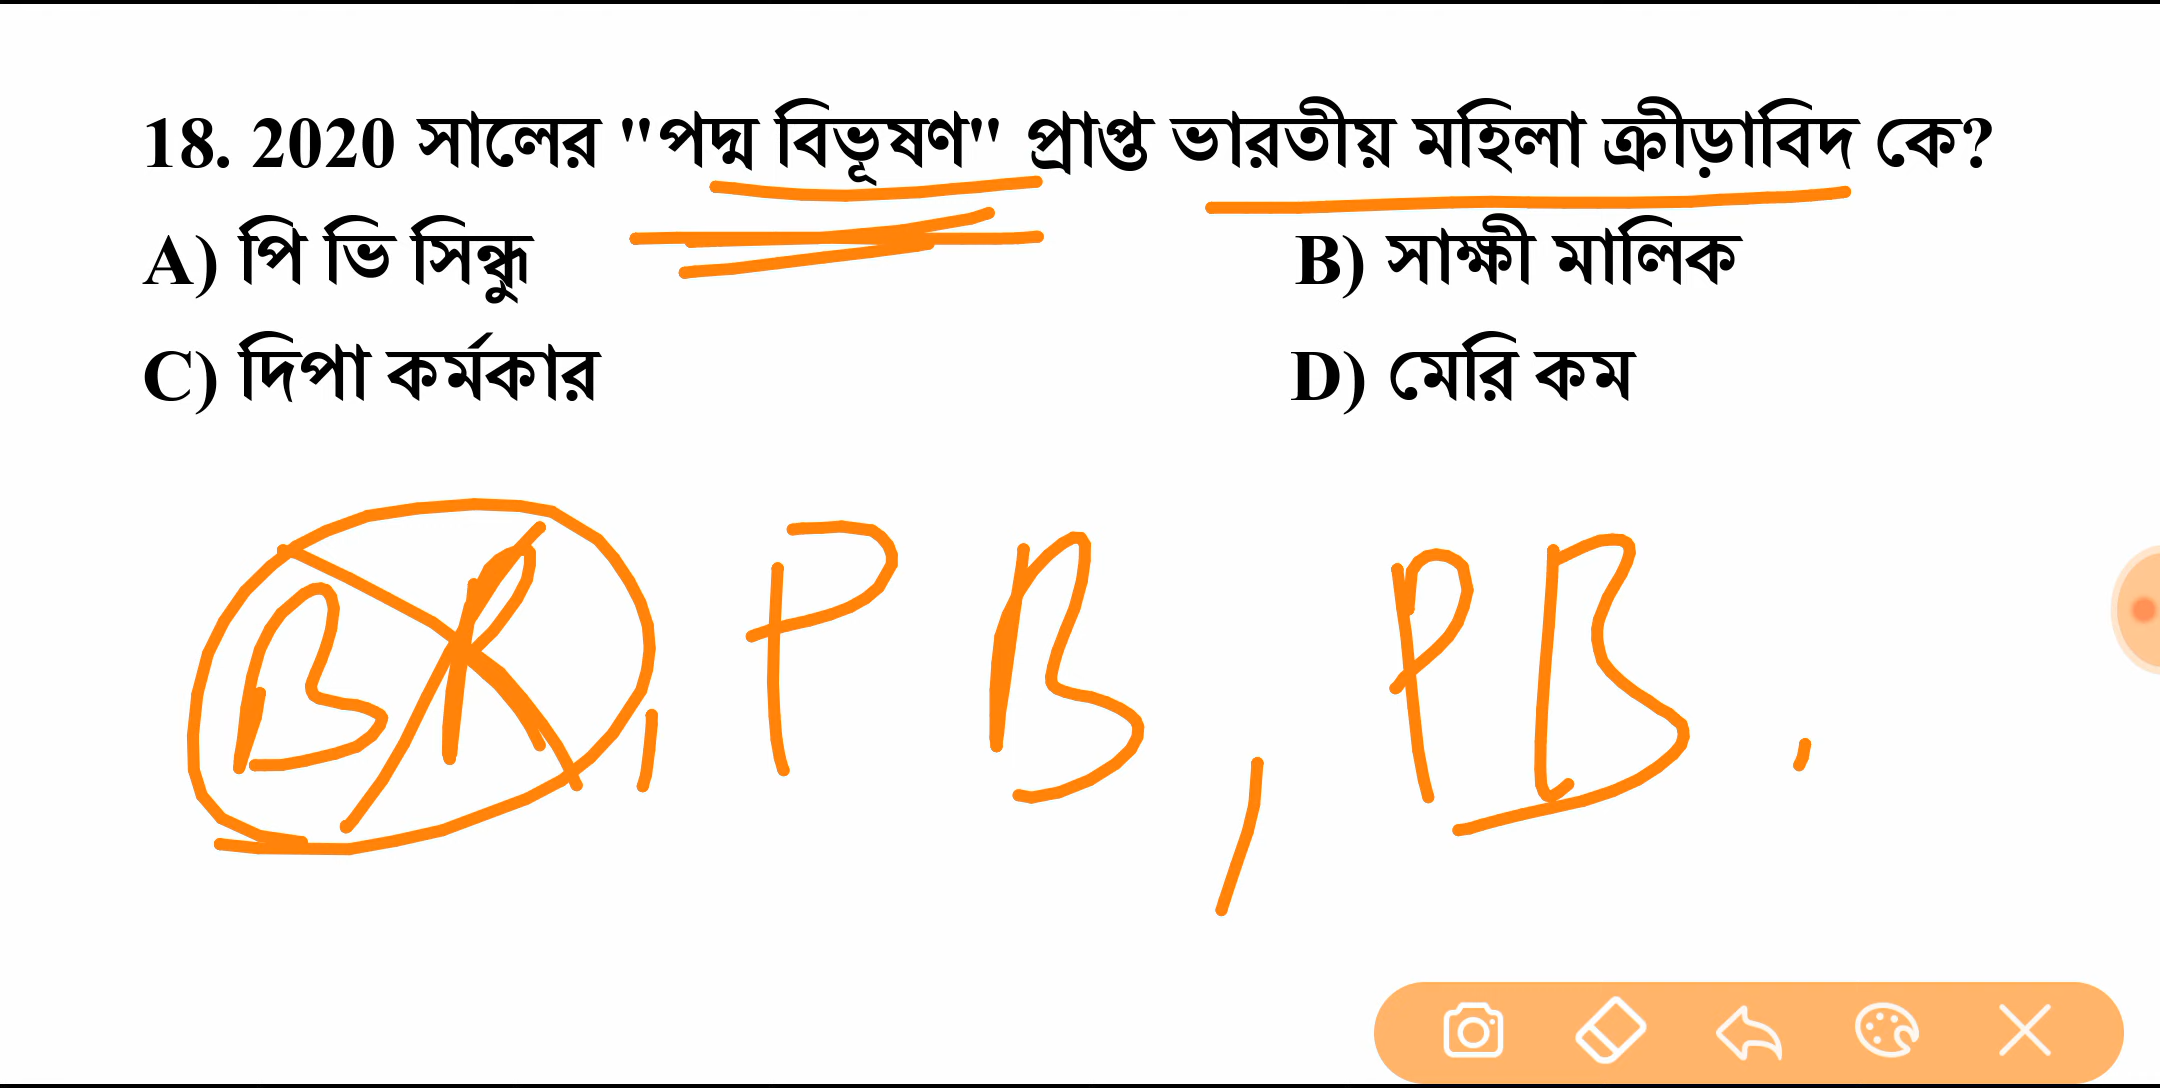 18. 2020 সালের "পদ্ম বিভূষণ" প্রাপ্ত ভারতীয় মহিলা ক্রীড়াবিদ কে?
A) পি ভি সিন্ধু B) সাক্ষী মালিক
C) দিপা কর্মকার D) মেরি কম
BR, PB, PB.